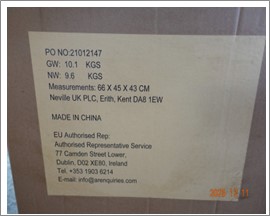 PO NO:21012147
GW: 10.1 KGS
NW: 9.6 KGS
Measurements: 66 X 45 X 43 CM
Neville UK PLC, Erith, Kent DA8 1EW
MADE IN CHINA
EU Authorised Rep:
Authorised Representative Service
77 Camden Street Lower,
Dublin, D02 XE80, Ireland
Tel. +353 1903 6214
E-mail: info@arenquiries.com
11